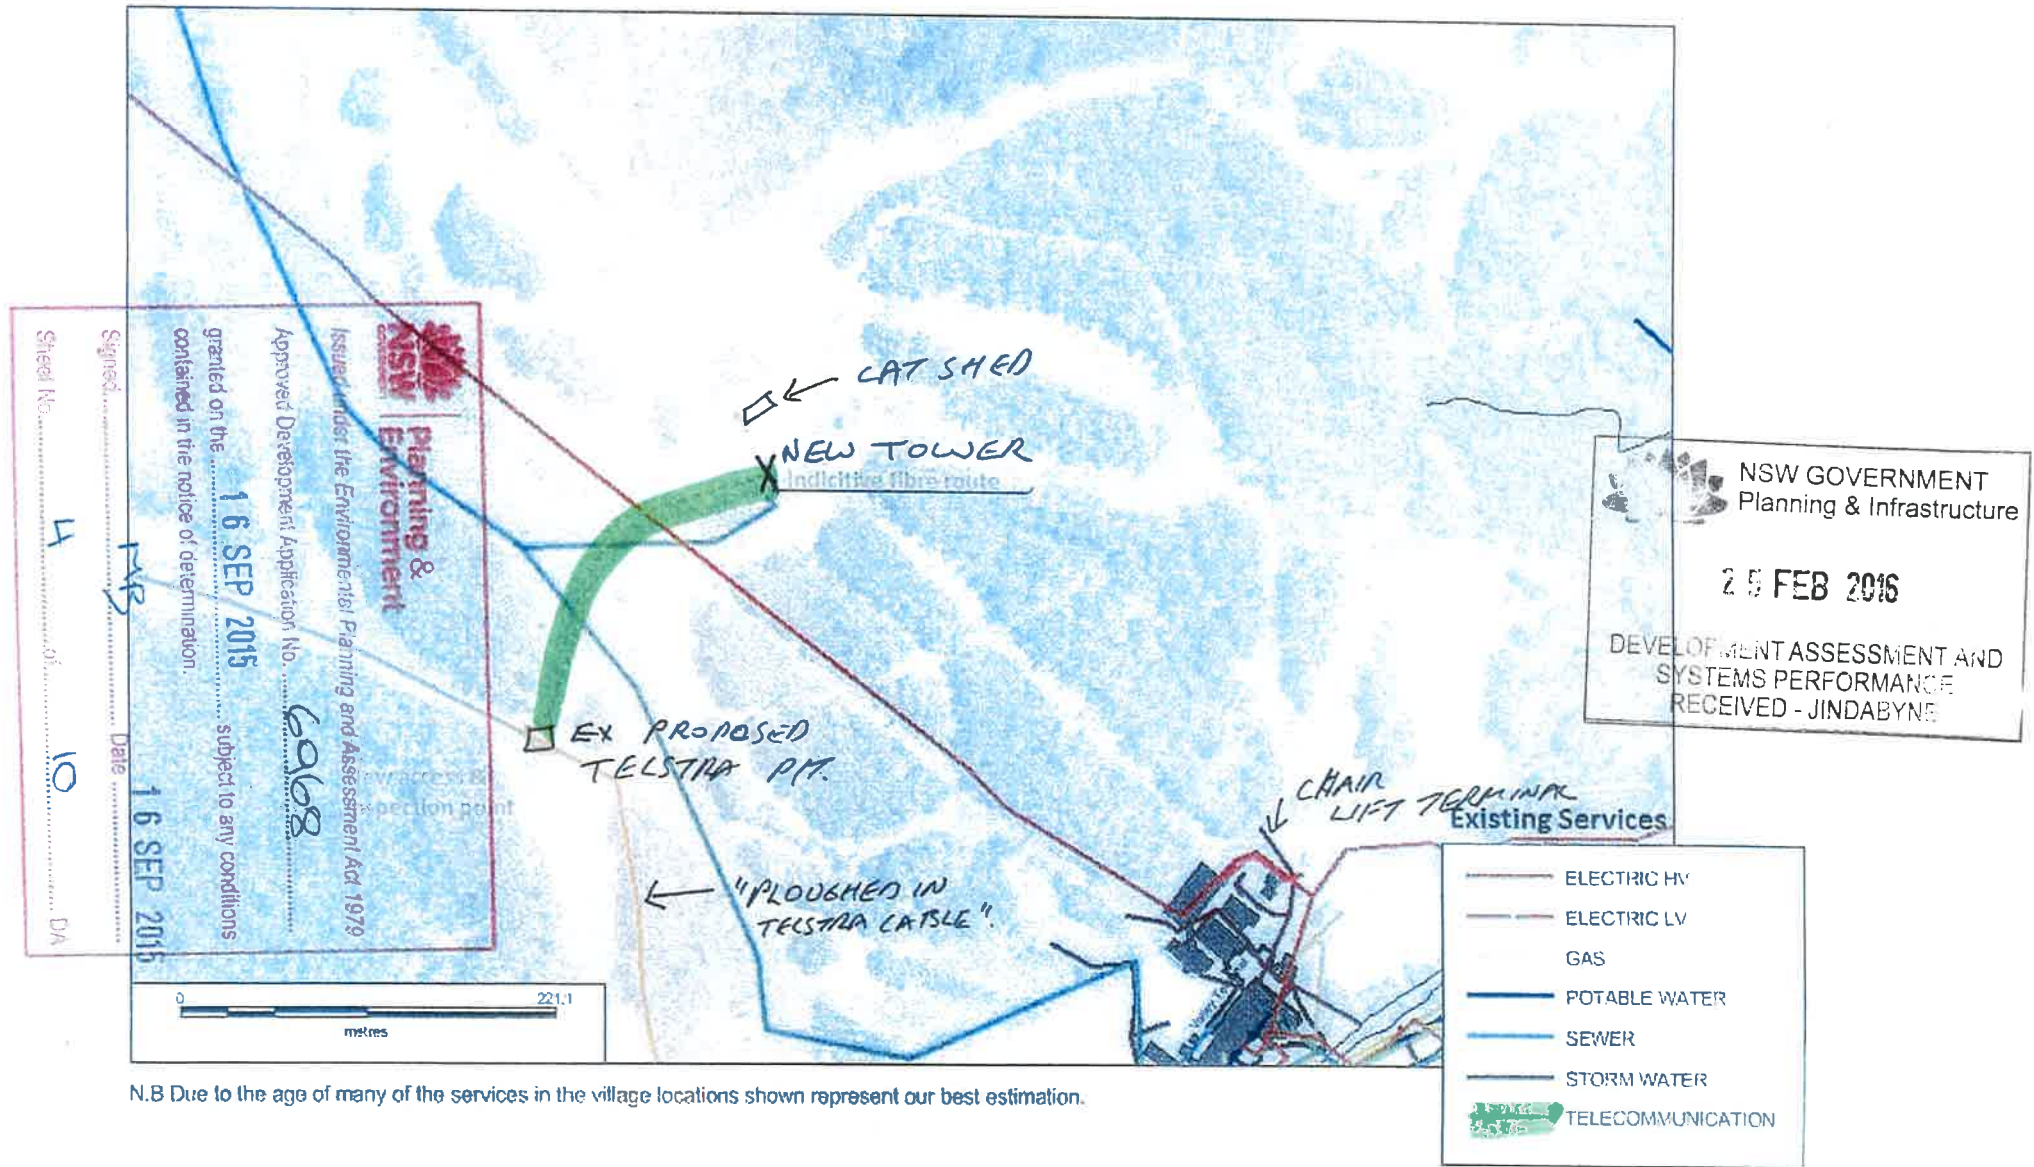 CAT SHED
NEW TOWER
Indicitive fibre route
EX PROPOSED
TELSTRA PIT.
"PLOUGHED IN
TELSTRA CABLE".
CHAIR
LIFT TERMINAL
Existing Services
ELECTRIC HV
ELECTRIC LV
GAS
POTABLE WATER
SEWER
STORM WATER
TELECOMMUNICATION
0 221.1
metres
N.B Due to the age of many of the services in the village locations shown represent our best estimation.
NSW
Planning &
Environment
Issued under the Environmental Planning and Assessment Act 1979
Approved Development Application No. 6968
granted on the 16 SEP 2015 subject to any conditions
contained in the notice of determination.
Signed MB Date 16 SEP 2015
Sheet No. 4 of 10 DA
NSW GOVERNMENT
Planning & Infrastructure
25 FEB 2016
DEVELOPMENT ASSESSMENT AND
SYSTEMS PERFORMANCE
RECEIVED - JINDABYNE
access &
inspection point